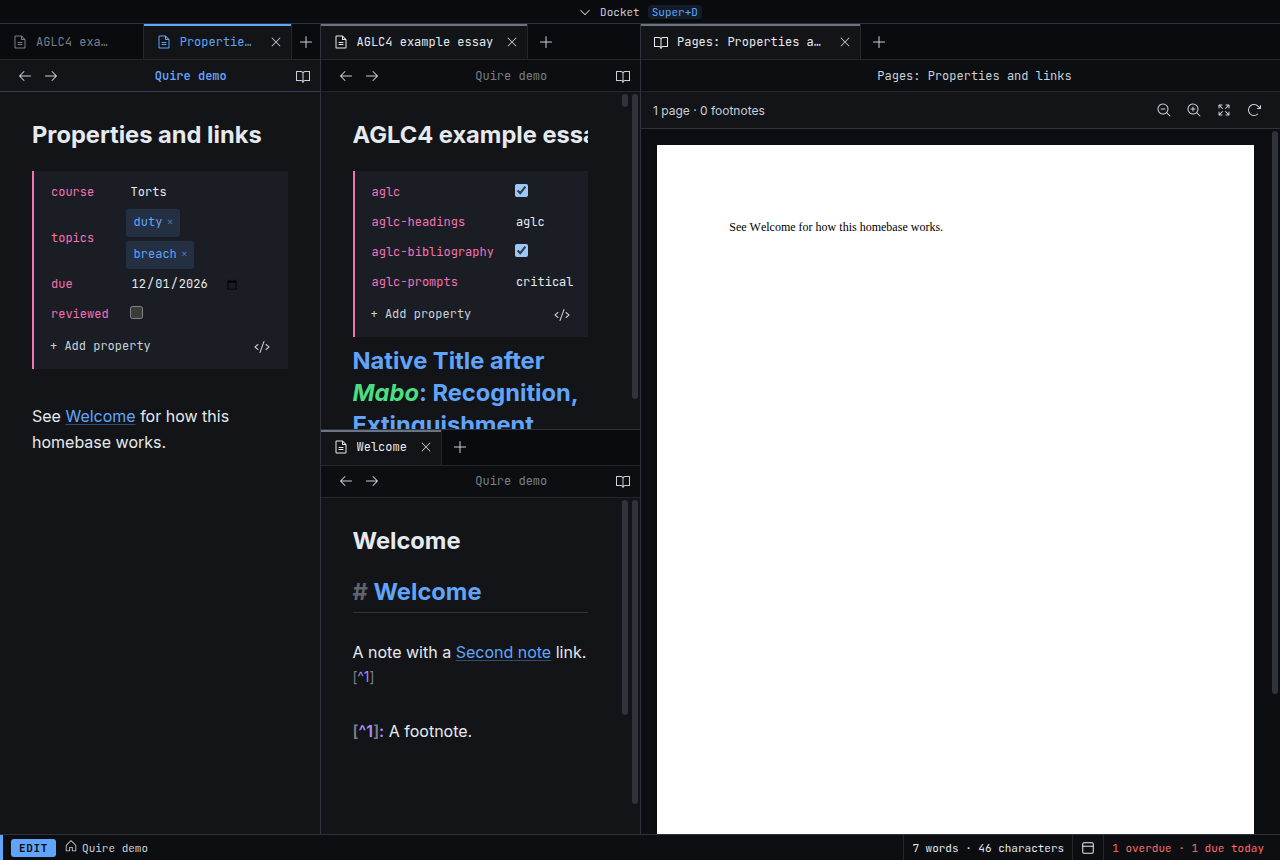 Docket Super+D
AGLC4 exa…
Propertie…
Quire demo
Properties and links
course Torts
topics duty ×
breach ×
due 12/01/2026
reviewed
+ Add property </>
See Welcome for how this
homebase works.
AGLC4 example essay
Quire demo
AGLC4 example essa
aglc
aglc-headings aglc
aglc-bibliography
aglc-prompts critical
+ Add property </>
Native Title after
Mabo: Recognition,
Extinguishment
Welcome
Quire demo
Welcome
# Welcome
A note with a Second note link.
[^1]
[^1]: A footnote.
Pages: Properties a…
Pages: Properties and links
1 page · 0 footnotes
See Welcome for how this homebase works.
EDIT Quire demo
7 words · 46 characters
1 overdue · 1 due today